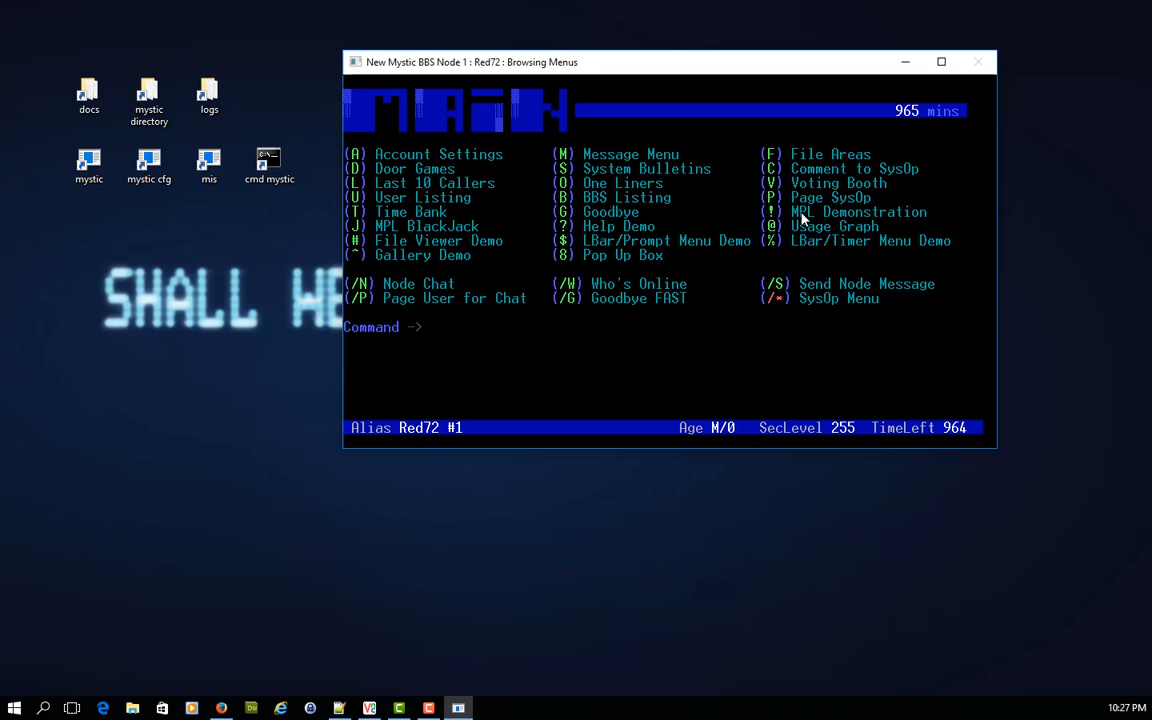 New Mystic BBS Node 1 : Red72 : Browsing Menus
MAIN
965 mins
(A) Account Settings (M) Message Menu (F) File Areas
(D) Door Games (S) System Bulletins (C) Comment to SysOp
(L) Last 10 Callers (O) One Liners (V) Voting Booth
(U) User Listing (B) BBS Listing (P) Page SysOp
(T) Time Bank (G) Goodbye (!) MPL Demonstration
(J) MPL BlackJack (?) Help Demo (@) Usage Graph
(#) File Viewer Demo ($) LBar/Prompt Menu Demo (%) LBar/Timer Menu Demo
(^) Gallery Demo (8) Pop Up Box
(/N) Node Chat (/W) Who's Online (/S) Send Node Message
(/P) Page User for Chat (/G) Goodbye FAST (/*) SysOp Menu
Command ->
Alias Red72 #1 Age M/0 SecLevel 255 TimeLeft 964
docs
mystic directory
logs
mystic
mystic cfg
mis
cmd mystic
SHALL WE
10:27 PM